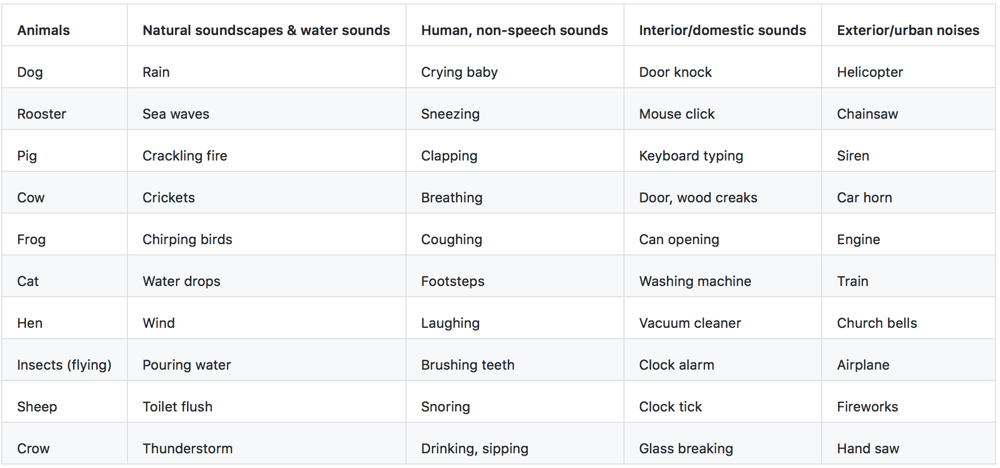 Animals Natural soundscapes & water sounds Human, non-speech sounds Interior/domestic sounds Exterior/urban noises
Dog Rain Crying baby Door knock Helicopter
Rooster Sea waves Sneezing Mouse click Chainsaw
Pig Crackling fire Clapping Keyboard typing Siren
Cow Crickets Breathing Door, wood creaks Car horn
Frog Chirping birds Coughing Can opening Engine
Cat Water drops Footsteps Washing machine Train
Hen Wind Laughing Vacuum cleaner Church bells
Insects (flying) Pouring water Brushing teeth Clock alarm Airplane
Sheep Toilet flush Snoring Clock tick Fireworks
Crow Thunderstorm Drinking, sipping Glass breaking Hand saw